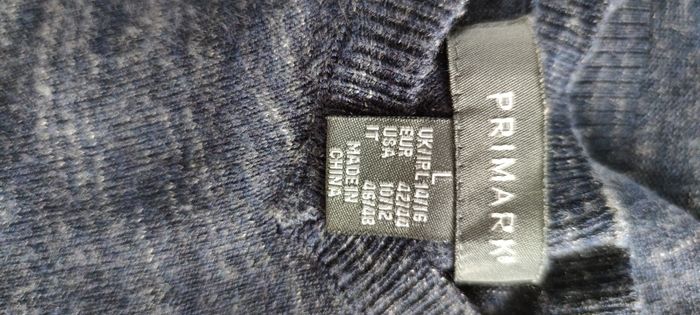 PRIMARK
L
UK/IRL 14/16
EUR 42/44
USA 10/12
IT 46/48
MADE IN
CHINA